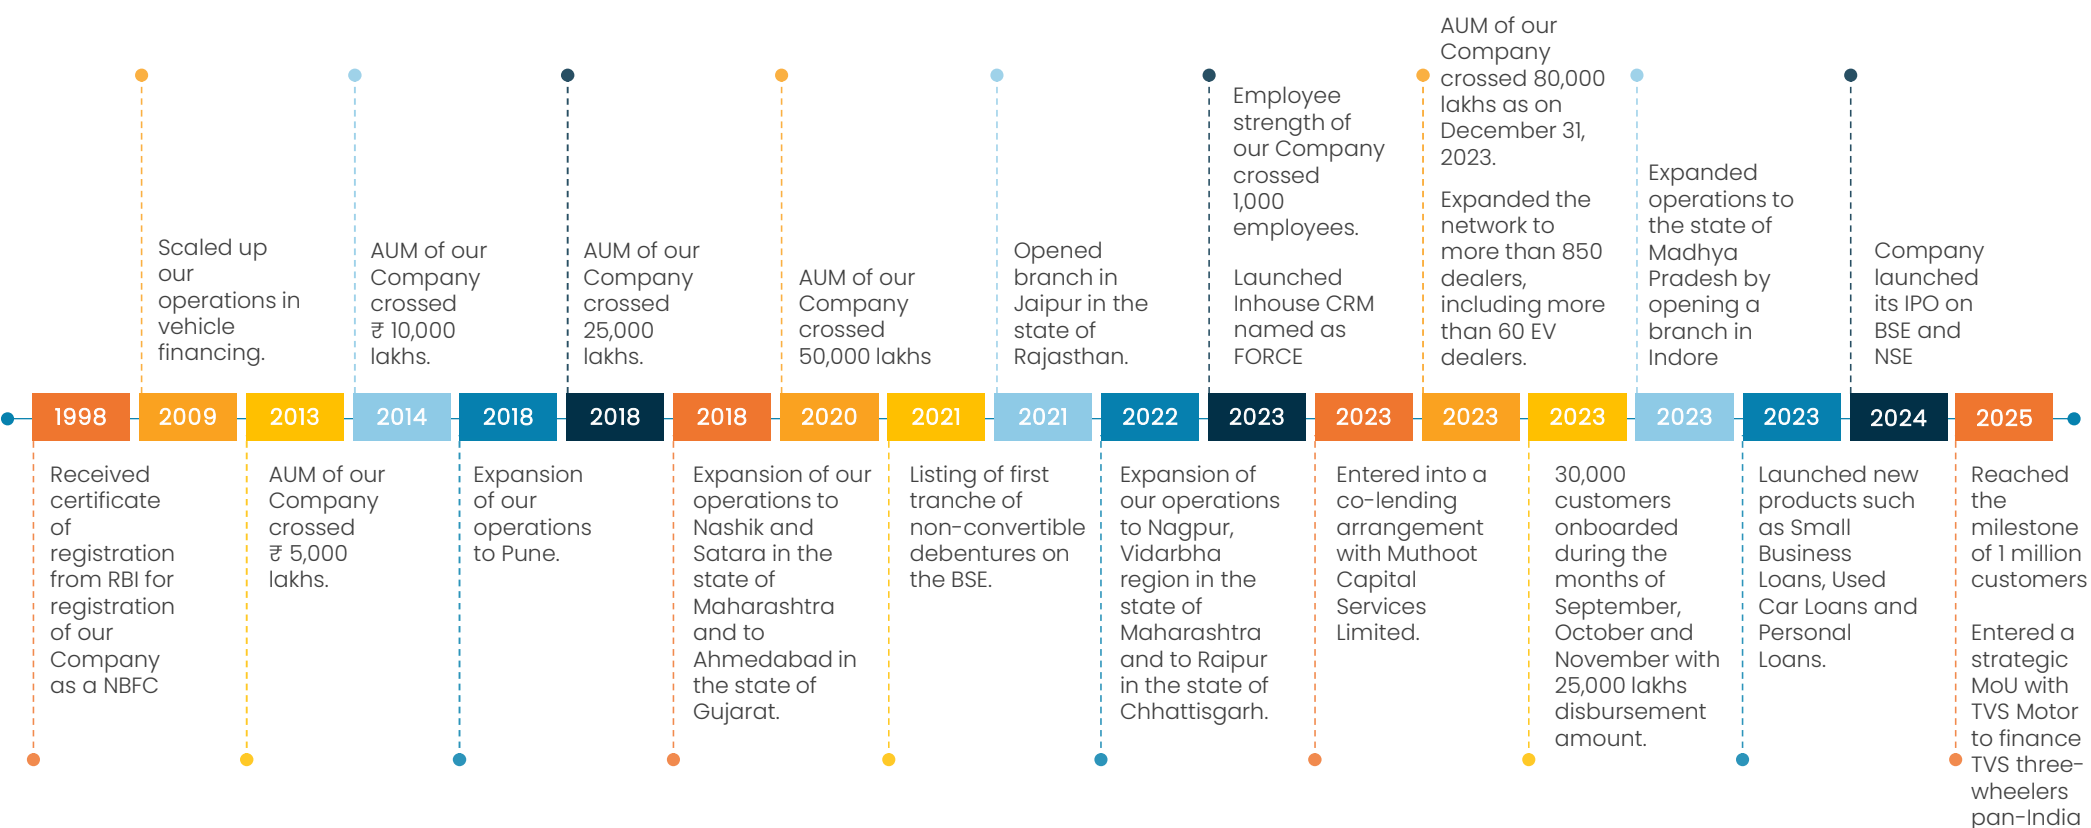 1998
Received
certificate
of
registration
from RBI for
registration
of our
Company
as a NBFC
2009
Scaled up
our
operations in
vehicle
financing.
2013
AUM of our
Company
crossed
₹ 5,000
lakhs.
2014
AUM of our
Company
crossed
₹ 10,000
lakhs.
2018
Expansion
of our
operations
to Pune.
2018
AUM of our
Company
crossed
25,000
lakhs.
2018
Expansion of our
operations to
Nashik and
Satara in the
state of
Maharashtra
and to
Ahmedabad in
the state of
Gujarat.
2020
AUM of our
Company
crossed
50,000 lakhs
2021
Listing of first
tranche of
non-convertible
debentures on
the BSE.
2021
Opened
branch in
Jaipur in the
state of
Rajasthan.
2022
Expansion of
our operations
to Nagpur,
Vidarbha
region in the
state of
Maharashtra
and to Raipur
in the state of
Chhattisgarh.
2023
Employee
strength of
our Company
crossed
1,000
employees.
Launched
Inhouse CRM
named as
FORCE
2023
Entered into a
co-lending
arrangement
with Muthoot
Capital
Services
Limited.
2023
AUM of our
Company
crossed 80,000
lakhs as on
December 31,
2023.
Expanded the
network to
more than 850
dealers,
including more
than 60 EV
dealers.
2023
30,000
customers
onboarded
during the
months of
September,
October and
November with
25,000 lakhs
disbursement
amount.
2023
Expanded
operations to
the state of
Madhya
Pradesh by
opening a
branch in
Indore
2023
Launched new
products such
as Small
Business
Loans, Used
Car Loans and
Personal
Loans.
2024
Company
launched
its IPO on
BSE and
NSE
2025
Reached
the
milestone
of 1 million
customers
Entered a
strategic
MoU with
TVS Motor
to finance
TVS three-
wheelers
pan-India